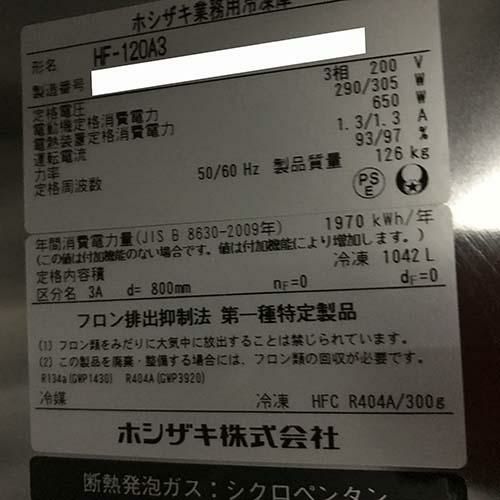 ホシザキ業務用冷凍庫
形名 HF-120A3
製造番号
定格電圧 3相 200 V
電動機定格消費電力 290/305 W
電熱装置定格消費電力 650 W
運転電流 1.3/1.3 A
力率 93/97 %
定格周波数 50/60 Hz 製品質量 126 kg
PS
E
年間消費電力量(JIS B 8630-2009年) 1970 kWh/年
(この値は付加機能のない場合です。値は付加機能により増加します。)
定格内容積 冷凍 1042 L
区分名 3A d= 800mm nF=0 dF=0
フロン排出抑制法 第一種特定製品
(1) フロン類をみだりに大気中に放出することは禁じられています。
(2) この製品を廃棄・整備する場合には、フロン類の回収が必要です。
R134a(GWP1430) R404A(GWP3920)
冷媒 冷凍 HFC R404A/300g
ホシザキ株式会社
断熱発泡ガス:シクロペンタン